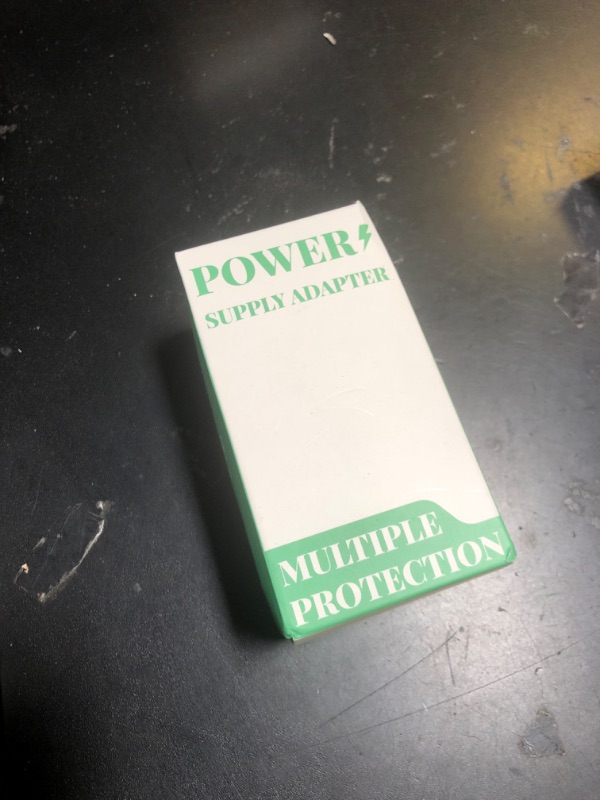 POWER
SUPPLY ADAPTER
MULTIPLE
PROTECTION